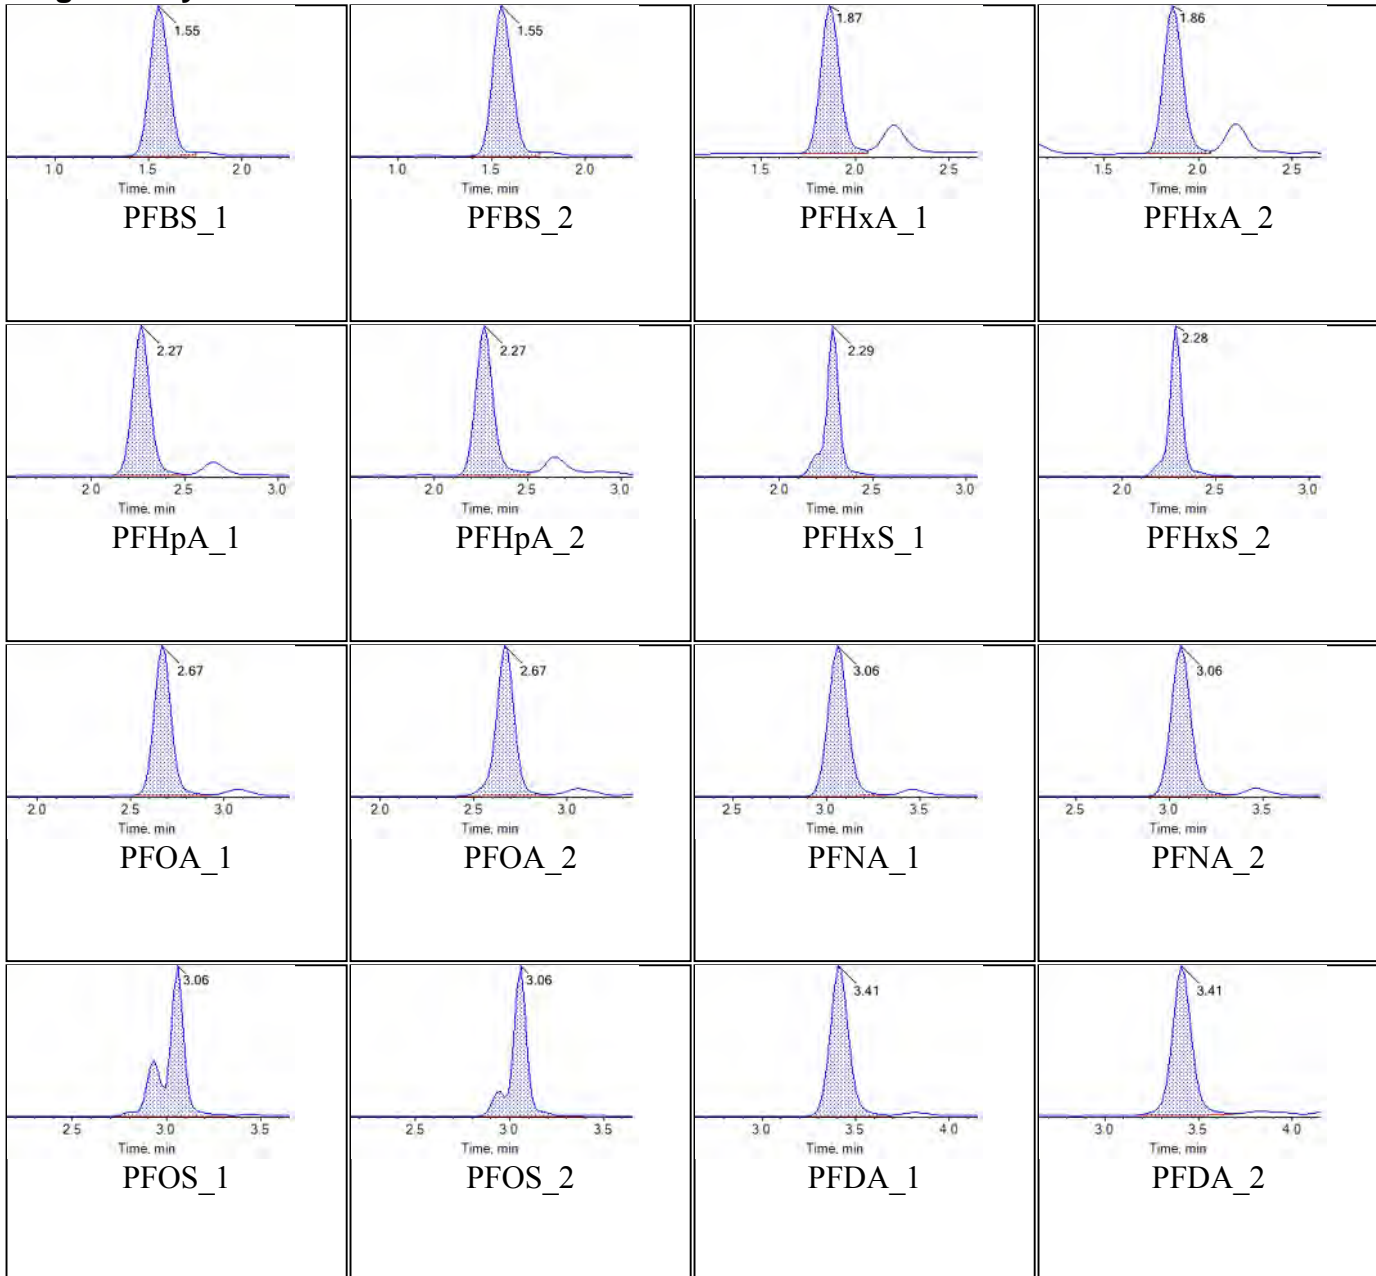 1.55
1.0 1.5 2.0
Time, min
PFBS_1
1.55
1.0 1.5 2.0
Time, min
PFBS_2
1.87
1.5 2.0 2.5
Time, min
PFHxA_1
1.86
1.5 2.0 2.5
Time, min
PFHxA_2
2.27
2.0 2.5 3.0
Time, min
PFHpA_1
2.27
2.0 2.5 3.0
Time, min
PFHpA_2
2.29
2.0 2.5 3.0
Time, min
PFHxS_1
2.28
2.0 2.5 3.0
Time, min
PFHxS_2
2.67
2.0 2.5 3.0
Time, min
PFOA_1
2.67
2.0 2.5 3.0
Time, min
PFOA_2
3.06
2.5 3.0 3.5
Time, min
PFNA_1
3.06
2.5 3.0 3.5
Time, min
PFNA_2
3.06
2.5 3.0 3.5
Time, min
PFOS_1
3.06
2.5 3.0 3.5
Time, min
PFOS_2
3.41
3.0 3.5 4.0
Time, min
PFDA_1
3.41
3.0 3.5 4.0
Time, min
PFDA_2